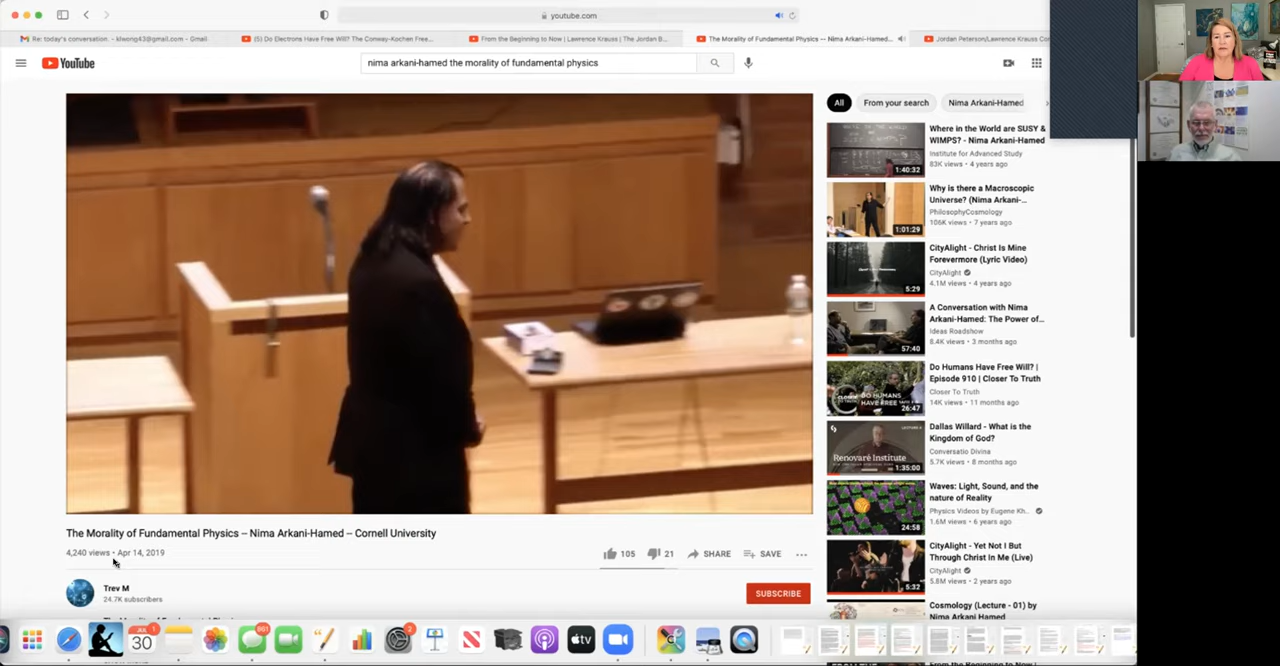 youtube.com
Re: today's conversation. - klwong43@gmail.com - Gmail
(5) Do Electrons Have Free Will? The Conway-Kochen Free...
From the Beginning to Now | Lawrence Krauss | The Jordan B...
The Morality of Fundamental Physics -- Nima Arkani-Hamed...
Jordan Peterson/Lawrence Krauss Co
YouTube
nima arkani-hamed the morality of fundamental physics
All
From your search
Nima Arkani-Hamed
Where in the World are SUSY &
WIMPS? - Nima Arkani-Hamed
Institute for Advanced Study
83K views • 4 years ago
1:40:32
Why is there a Macroscopic
Universe? (Nima Arkani-...
PhilosophyCosmology
106K views • 7 years ago
1:01:29
CityAlight - Christ Is Mine
Forevermore (Lyric Video)
CityAlight
4.1M views • 4 years ago
5:29
A Conversation with Nima
Arkani-Hamed: The Power of...
Ideas Roadshow
8.4K views • 3 months ago
57:40
Do Humans Have Free Will? |
Episode 910 | Closer To Truth
Closer To Truth
14K views • 11 months ago
DO HUMANS
HAVE FREE WILL
26:47
Dallas Willard - What is the
Kingdom of God?
Conversatio Divina
5.7K views • 8 months ago
Renovaré Institute
1:35:00
Waves: Light, Sound, and the
nature of Reality
Physics Videos by Eugene Kh..
1.6M views • 6 years ago
24:58
CityAlight - Yet Not I But
Through Christ In Me (Live)
CityAlight
5.8M views • 2 years ago
5:32
Cosmology (Lecture - 01) by
Nima Arkani-Hamed
The Morality of Fundamental Physics -- Nima Arkani-Hamed -- Cornell University
4,240 views • Apr 14, 2019
105
21
SHARE
SAVE
Trev M
24.7K subscribers
SUBSCRIBE
JUL
30
tv